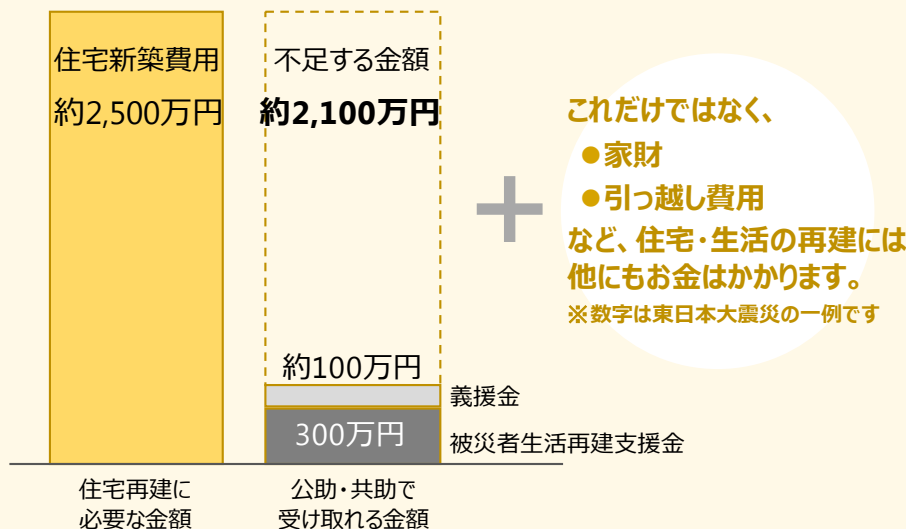 住宅新築費用
約2,500万円
不足する金額
約2,100万円
約100万円
義援金
300万円
被災者生活再建支援金
住宅再建に
必要な金額
公助・共助で
受け取れる金額
+
これだけではなく、
●家財
●引っ越し費用
など、住宅・生活の再建には
他にもお金はかかります。
※数字は東日本大震災の一例です